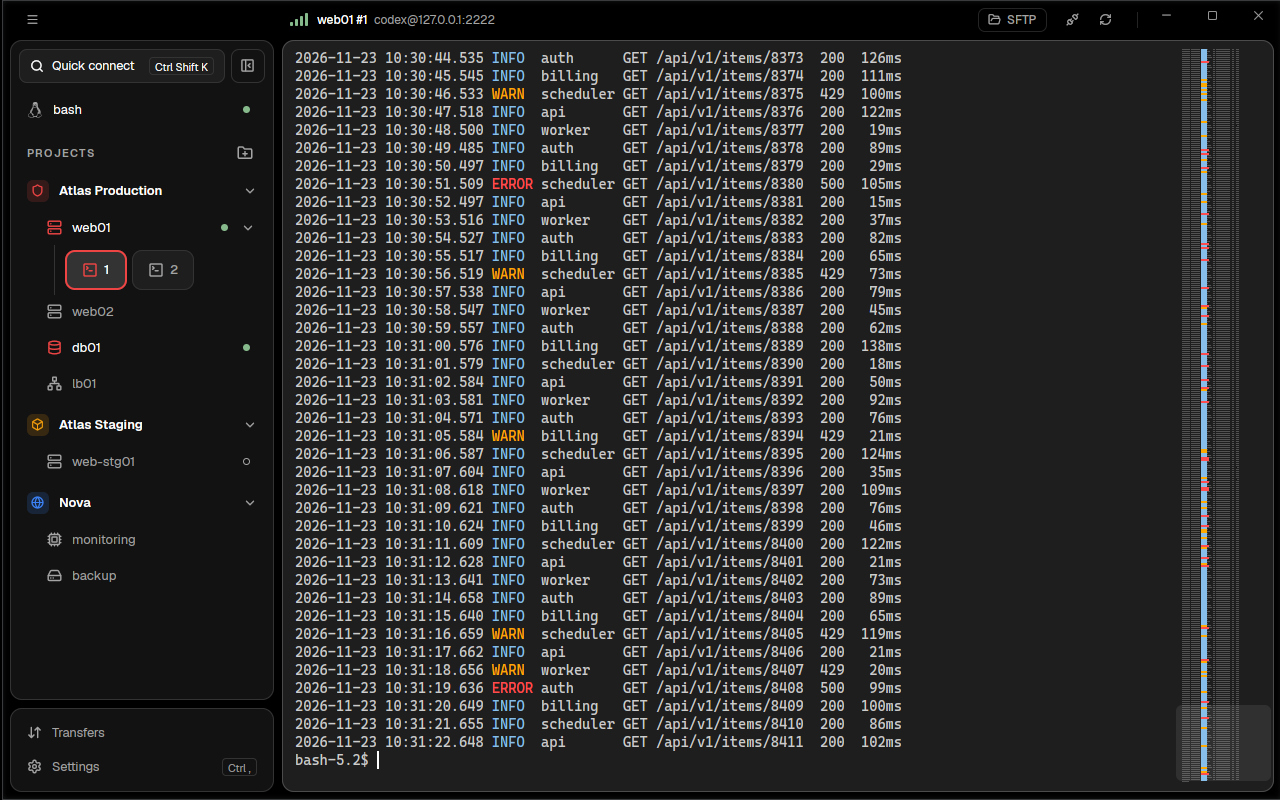 web01 #1 codex@127.0.0.1:2222
SFTP
Quick connect Ctrl Shift K
bash
PROJECTS
Atlas Production
web01
1
2
web02
db01
lb01
Atlas Staging
web-stg01
Nova
monitoring
backup
Transfers
Settings Ctrl ,
2026-11-23 10:30:44.535 INFO auth GET /api/v1/items/8373 200 126ms
2026-11-23 10:30:45.545 INFO billing GET /api/v1/items/8374 200 111ms
2026-11-23 10:30:46.533 WARN scheduler GET /api/v1/items/8375 429 100ms
2026-11-23 10:30:47.518 INFO api GET /api/v1/items/8376 200 122ms
2026-11-23 10:30:48.500 INFO worker GET /api/v1/items/8377 200 19ms
2026-11-23 10:30:49.485 INFO auth GET /api/v1/items/8378 200 89ms
2026-11-23 10:30:50.497 INFO billing GET /api/v1/items/8379 200 29ms
2026-11-23 10:30:51.509 ERROR scheduler GET /api/v1/items/8380 500 105ms
2026-11-23 10:30:52.497 INFO api GET /api/v1/items/8381 200 15ms
2026-11-23 10:30:53.516 INFO worker GET /api/v1/items/8382 200 37ms
2026-11-23 10:30:54.527 INFO auth GET /api/v1/items/8383 200 82ms
2026-11-23 10:30:55.517 INFO billing GET /api/v1/items/8384 200 65ms
2026-11-23 10:30:56.519 WARN scheduler GET /api/v1/items/8385 429 73ms
2026-11-23 10:30:57.538 INFO api GET /api/v1/items/8386 200 79ms
2026-11-23 10:30:58.547 INFO worker GET /api/v1/items/8387 200 45ms
2026-11-23 10:30:59.557 INFO auth GET /api/v1/items/8388 200 62ms
2026-11-23 10:31:00.576 INFO billing GET /api/v1/items/8389 200 138ms
2026-11-23 10:31:01.579 INFO scheduler GET /api/v1/items/8390 200 18ms
2026-11-23 10:31:02.584 INFO api GET /api/v1/items/8391 200 50ms
2026-11-23 10:31:03.581 INFO worker GET /api/v1/items/8392 200 92ms
2026-11-23 10:31:04.571 INFO auth GET /api/v1/items/8393 200 76ms
2026-11-23 10:31:05.584 WARN billing GET /api/v1/items/8394 429 21ms
2026-11-23 10:31:06.587 INFO scheduler GET /api/v1/items/8395 200 124ms
2026-11-23 10:31:07.604 INFO api GET /api/v1/items/8396 200 35ms
2026-11-23 10:31:08.618 INFO worker GET /api/v1/items/8397 200 109ms
2026-11-23 10:31:09.621 INFO auth GET /api/v1/items/8398 200 76ms
2026-11-23 10:31:10.624 INFO billing GET /api/v1/items/8399 200 46ms
2026-11-23 10:31:11.609 INFO scheduler GET /api/v1/items/8400 200 122ms
2026-11-23 10:31:12.628 INFO api GET /api/v1/items/8401 200 21ms
2026-11-23 10:31:13.641 INFO worker GET /api/v1/items/8402 200 73ms
2026-11-23 10:31:14.658 INFO auth GET /api/v1/items/8403 200 89ms
2026-11-23 10:31:15.640 INFO billing GET /api/v1/items/8404 200 65ms
2026-11-23 10:31:16.659 WARN scheduler GET /api/v1/items/8405 429 119ms
2026-11-23 10:31:17.662 INFO api GET /api/v1/items/8406 200 21ms
2026-11-23 10:31:18.656 WARN worker GET /api/v1/items/8407 429 20ms
2026-11-23 10:31:19.636 ERROR auth GET /api/v1/items/8408 500 99ms
2026-11-23 10:31:20.649 INFO billing GET /api/v1/items/8409 200 100ms
2026-11-23 10:31:21.655 INFO scheduler GET /api/v1/items/8410 200 86ms
2026-11-23 10:31:22.648 INFO api GET /api/v1/items/8411 200 102ms
bash-5.2$